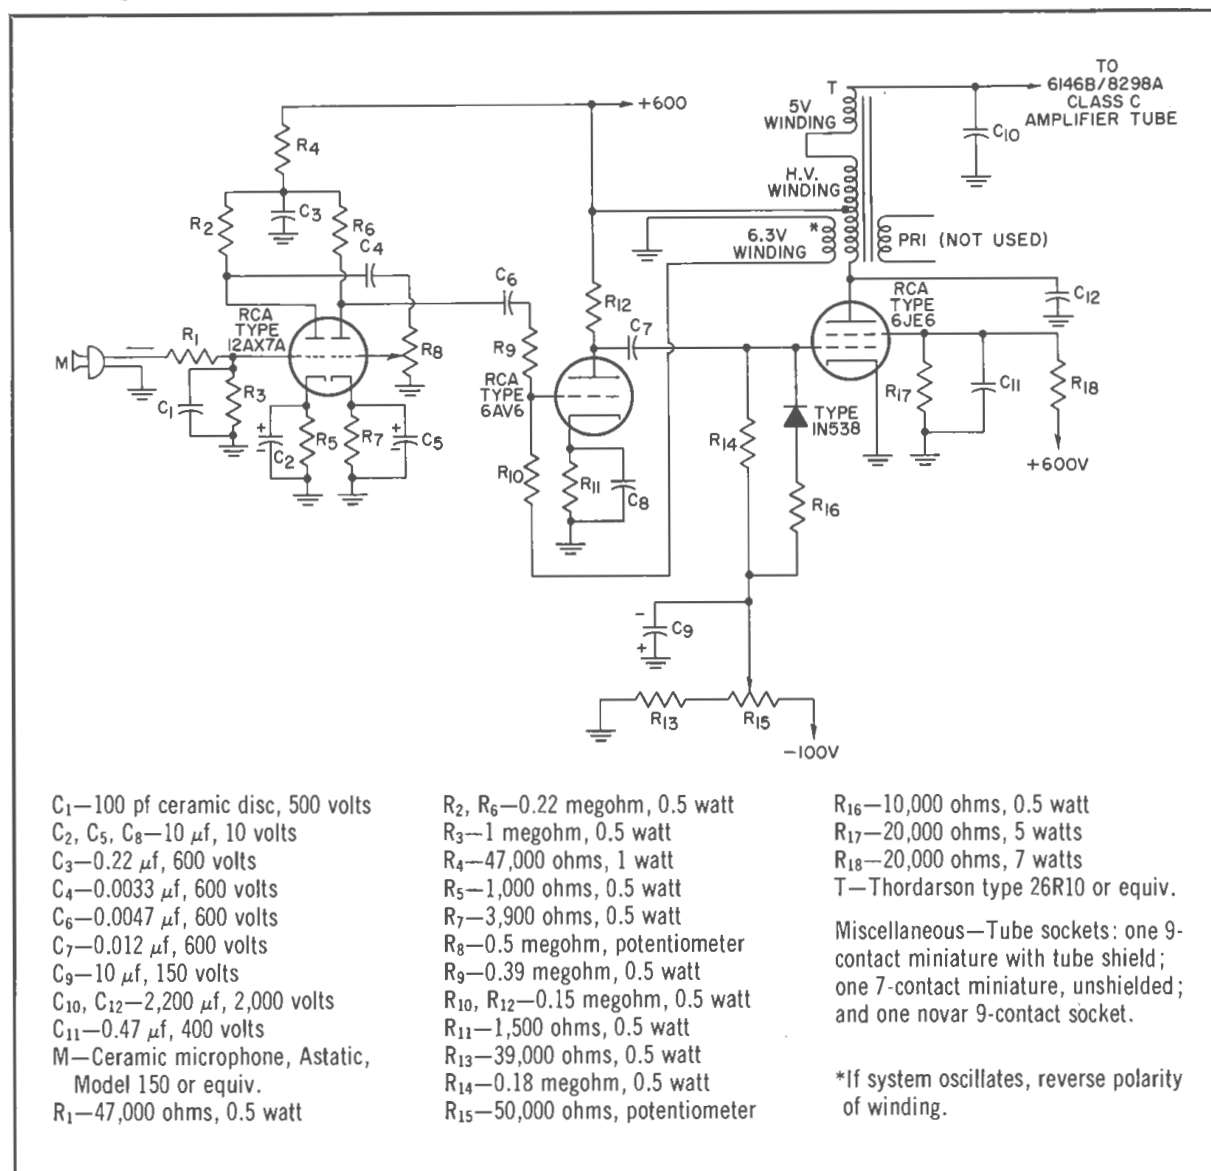 TO
6146B/8298A
CLASS C
AMPLIFIER TUBE
T
5V
WINDING
C10
+600
R4
H.V.
WINDING
R2
C3
R6
C4
*
6.3V
WINDING
PRI (NOT USED)
C6
R12
RCA
TYPE
6JE6
C12
RCA
TYPE
12AX7A
C7
M
R1
R9
R8
R3
RCA
TYPE
6AV6
R17
C11
R18
C1
+
-
C2
R5
R7
+
-
C5
TYPE
IN538
R14
+600V
R10
R11
C8
R16
-
C9
+
R13
R15
-100V
C1—100 pf ceramic disc, 500 volts
C2, C5, C8—10 μf, 10 volts
C3—0.22 μf, 600 volts
C4—0.0033 μf, 600 volts
C6—0.0047 μf, 600 volts
C7—0.012 μf, 600 volts
C9—10 μf, 150 volts
C10, C12—2,200 μf, 2,000 volts
C11—0.47 μf, 400 volts
M—Ceramic microphone, Astatic,
Model 150 or equiv.
R1—47,000 ohms, 0.5 watt
R2, R6—0.22 megohm, 0.5 watt
R3—1 megohm, 0.5 watt
R4—47,000 ohms, 1 watt
R5—1,000 ohms, 0.5 watt
R7—3,900 ohms, 0.5 watt
R8—0.5 megohm, potentiometer
R9—0.39 megohm, 0.5 watt
R10, R12—0.15 megohm, 0.5 watt
R11—1,500 ohms, 0.5 watt
R13—39,000 ohms, 0.5 watt
R14—0.18 megohm, 0.5 watt
R15—50,000 ohms, potentiometer
R16—10,000 ohms, 0.5 watt
R17—20,000 ohms, 5 watts
R18—20,000 ohms, 7 watts
T—Thordarson type 26R10 or equiv.
Miscellaneous—Tube sockets: one 9-
contact miniature with tube shield;
one 7-contact miniature, unshielded;
and one novar 9-contact socket.
*If system oscillates, reverse polarity
of winding.